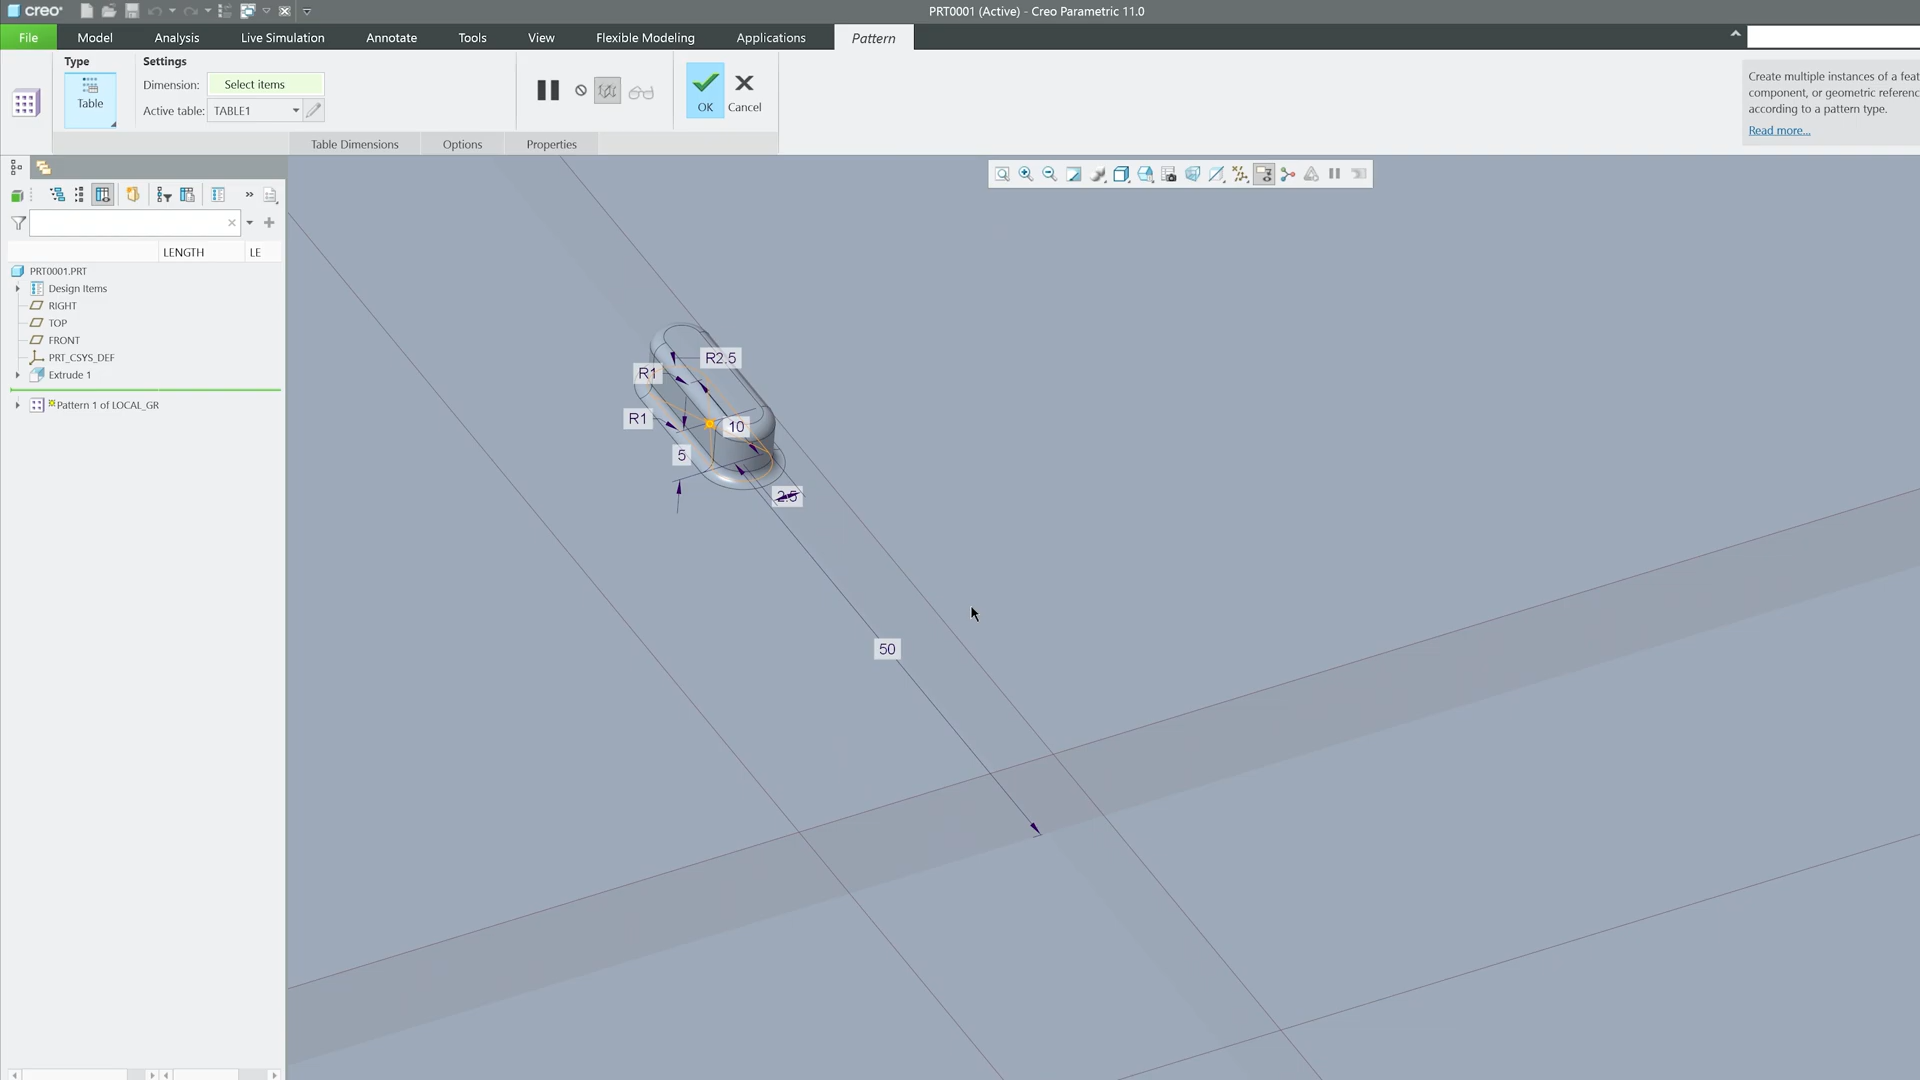 creo®
PRT0001 (Active) - Creo Parametric 11.0
File Model Analysis Live Simulation Annotate Tools View Flexible Modeling Applications Pattern
Type Settings
Dimension: Select items
Table
Active table: TABLE1
OK Cancel
Create multiple instances of a feat
component, or geometric referenc
according to a pattern type.
Read more...
Table Dimensions Options Properties
LENGTH LE
PRT0001.PRT
Design Items
RIGHT
TOP
FRONT
PRT_CSYS_DEF
Extrude 1
Pattern 1 of LOCAL_GR
R2.5
R1
R1
10
5
2.5
50